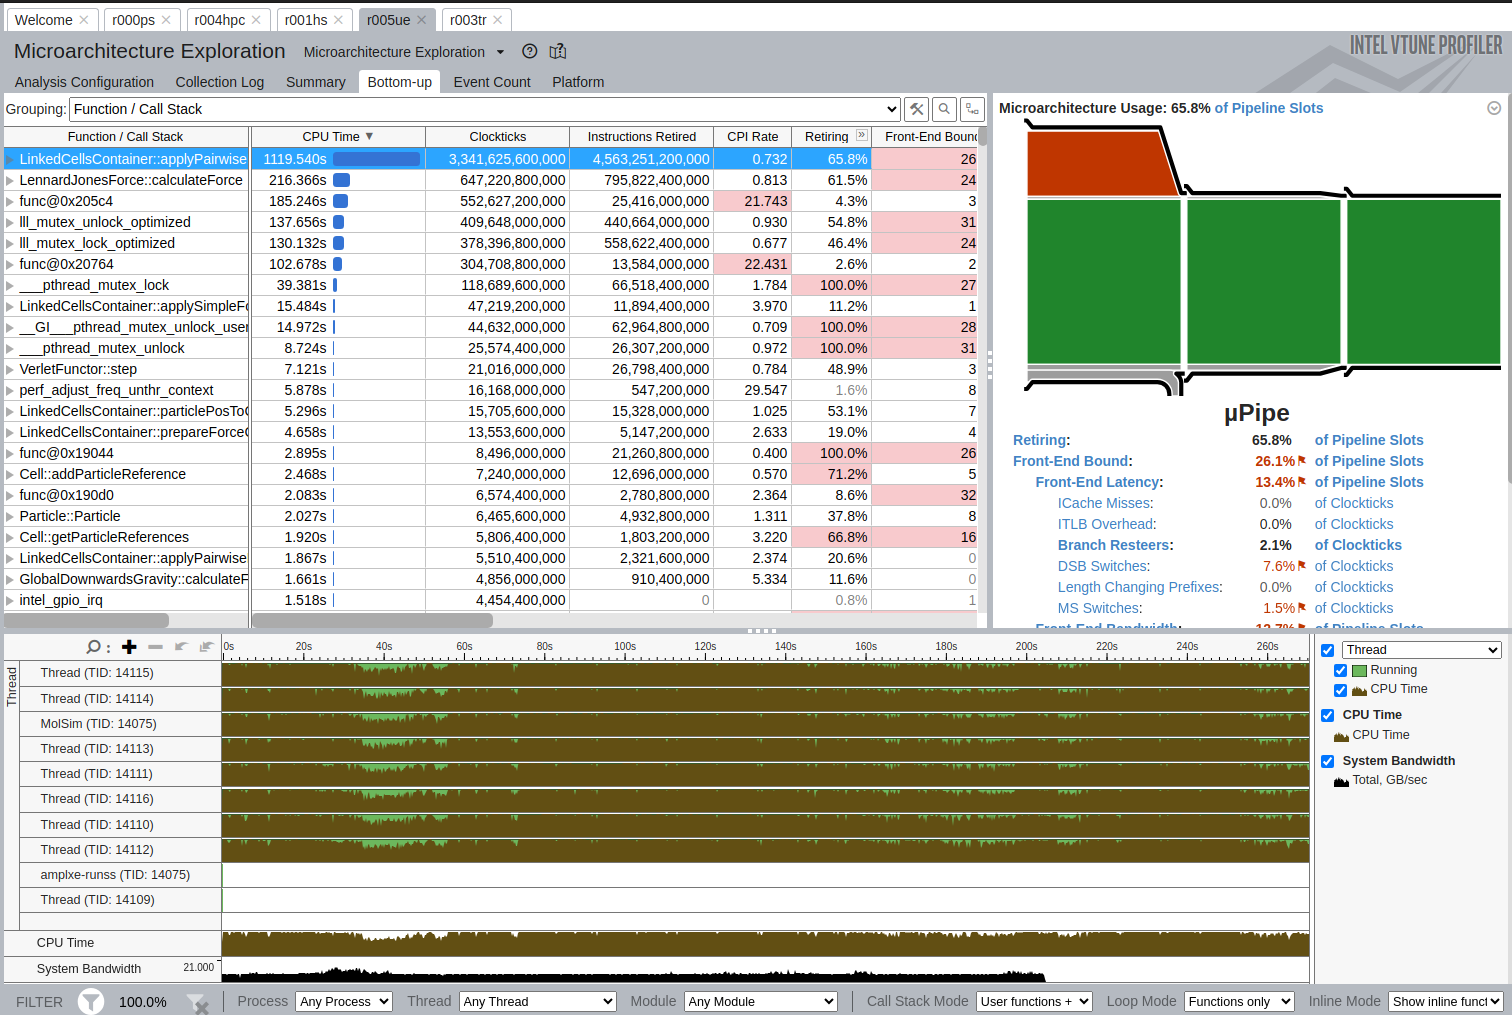 Welcome
r000ps
r004hpc
r001hs
r005ue
r003tr
Microarchitecture Exploration Microarchitecture Exploration
INTEL VTUNE PROFILER
Analysis Configuration Collection Log Summary Bottom-up Event Count Platform
Grouping: Function / Call Stack
Function / Call Stack CPU Time Clockticks Instructions Retired CPI Rate Retiring » Front-End Bound
LinkedCellsContainer::applyPairwise 1119.540s 3,341,625,600,000 4,563,251,200,000 0.732 65.8% 26
LennardJonesForce::calculateForce 216.366s 647,220,800,000 795,822,400,000 0.813 61.5% 24
func@0x205c4 185.246s 552,627,200,000 25,416,000,000 21.743 4.3% 3
lll_mutex_unlock_optimized 137.656s 409,648,000,000 440,664,000,000 0.930 54.8% 31
lll_mutex_lock_optimized 130.132s 378,396,800,000 558,622,400,000 0.677 46.4% 24
func@0x20764 102.678s 304,708,800,000 13,584,000,000 22.431 2.6% 2
___pthread_mutex_lock 39.381s 118,689,600,000 66,518,400,000 1.784 100.0% 27
LinkedCellsContainer::applySimpleFo 15.484s 47,219,200,000 11,894,400,000 3.970 11.2% 1
__GI___pthread_mutex_unlock_user 14.972s 44,632,000,000 62,964,800,000 0.709 100.0% 28
___pthread_mutex_unlock 8.724s 25,574,400,000 26,307,200,000 0.972 100.0% 31
VerletFunctor::step 7.121s 21,016,000,000 26,798,400,000 0.784 48.9% 3
perf_adjust_freq_unthr_context 5.878s 16,168,000,000 547,200,000 29.547 1.6% 8
LinkedCellsContainer::particlePosToC 5.296s 15,705,600,000 15,328,000,000 1.025 53.1% 7
LinkedCellsContainer::prepareForceC 4.658s 13,553,600,000 5,147,200,000 2.633 19.0% 4
func@0x19044 2.895s 8,496,000,000 21,260,800,000 0.400 100.0% 26
Cell::addParticleReference 2.468s 7,240,000,000 12,696,000,000 0.570 71.2% 5
func@0x190d0 2.083s 6,574,400,000 2,780,800,000 2.364 8.6% 32
Particle::Particle 2.027s 6,465,600,000 4,932,800,000 1.311 37.8% 8
Cell::getParticleReferences 1.920s 5,806,400,000 1,803,200,000 3.220 66.8% 16
LinkedCellsContainer::applyPairwise 1.867s 5,510,400,000 2,321,600,000 2.374 20.6% 0
GlobalDownwardsGravity::calculateF 1.661s 4,856,000,000 910,400,000 5.334 11.6% 0
intel_gpio_irq 1.518s 4,454,400,000 0 0.8% 1
Microarchitecture Usage: 65.8% of Pipeline Slots
µPipe
Retiring: 65.8% of Pipeline Slots
Front-End Bound: 26.1% of Pipeline Slots
Front-End Latency: 13.4% of Pipeline Slots
ICache Misses: 0.0% of Clockticks
ITLB Overhead: 0.0% of Clockticks
Branch Resteers: 2.1% of Clockticks
DSB Switches: 7.6% of Clockticks
Length Changing Prefixes: 0.0% of Clockticks
MS Switches: 1.5% of Clockticks
Front-End Bandwidth: 12.7% of Pipeline Slots
0s 20s 40s 60s 80s 100s 120s 140s 160s 180s 200s 220s 240s 260s
Thread
Thread (TID: 14115)
Thread (TID: 14114)
MolSim (TID: 14075)
Thread (TID: 14113)
Thread (TID: 14111)
Thread (TID: 14116)
Thread (TID: 14110)
Thread (TID: 14112)
amplxe-runss (TID: 14075)
Thread (TID: 14109)
CPU Time
System Bandwidth 21.000
Thread
Running
CPU Time
CPU Time
CPU Time
System Bandwidth
Total, GB/sec
FILTER 100.0% Process Any Process Thread Any Thread Module Any Module Call Stack Mode User functions + Loop Mode Functions only Inline Mode Show inline funct